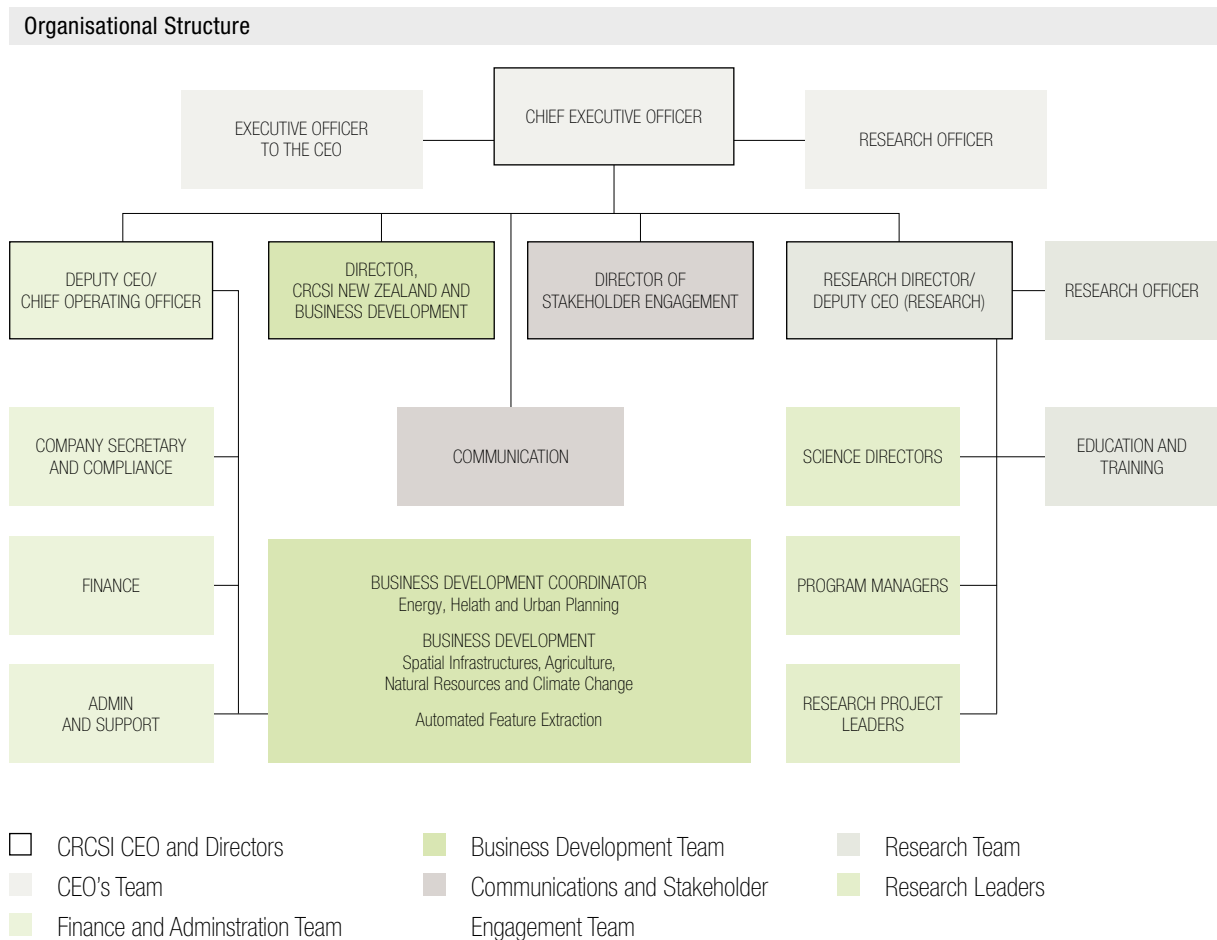 Organisational Structure
CHIEF EXECUTIVE OFFICER
EXECUTIVE OFFICER
TO THE CEO
RESEARCH OFFICER
DEPUTY CEO/
CHIEF OPERATING OFFICER
DIRECTOR,
CRCSI NEW ZEALAND AND
BUSINESS DEVELOPMENT
DIRECTOR OF
STAKEHOLDER ENGAGEMENT
RESEARCH DIRECTOR/
DEPUTY CEO (RESEARCH)
RESEARCH OFFICER
COMPANY SECRETARY
AND COMPLIANCE
COMMUNICATION
SCIENCE DIRECTORS
EDUCATION AND
TRAINING
FINANCE
BUSINESS DEVELOPMENT COORDINATOR
Energy, Helath and Urban Planning
BUSINESS DEVELOPMENT
Spatial Infrastructures, Agriculture,
Natural Resources and Climate Change
Automated Feature Extraction
PROGRAM MANAGERS
ADMIN
AND SUPPORT
RESEARCH PROJECT
LEADERS
CRCSI CEO and Directors
CEO's Team
Finance and Adminstration Team
Business Development Team
Communications and Stakeholder
Engagement Team
Research Team
Research Leaders